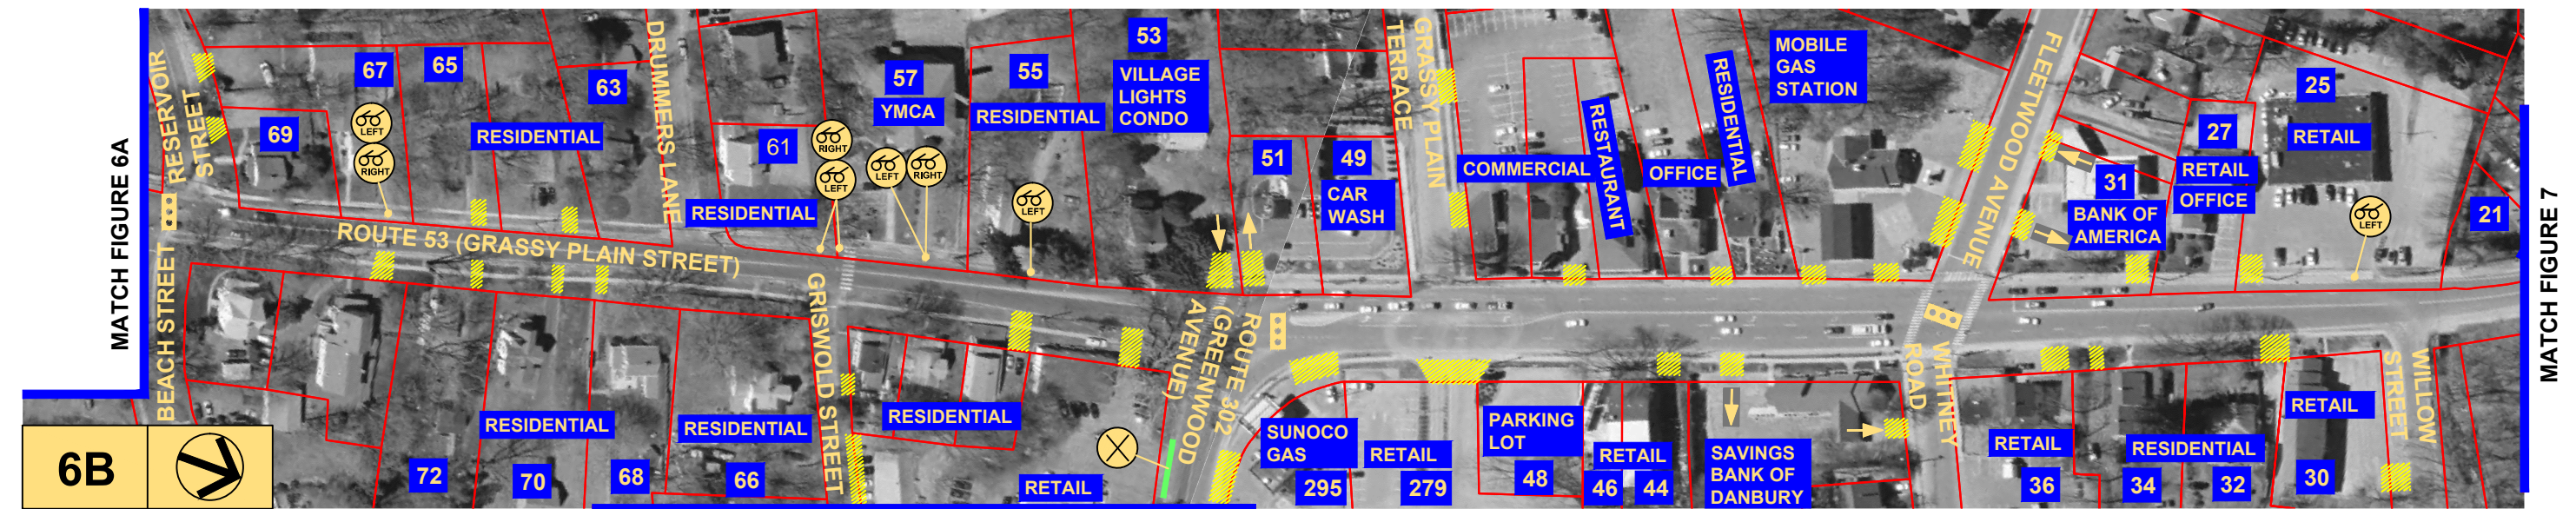 MATCH FIGURE 6A
RESERVOIR
STREET
BEACH STREET
69
67
LEFT
RIGHT
65
RESIDENTIAL
63
DRUMMERS LANE
61
RESIDENTIAL
RIGHT
LEFT
57
YMCA
LEFT
RIGHT
55
RESIDENTIAL
LEFT
53
VILLAGE
LIGHTS
CONDO
51
49
CAR
WASH
GRASSY PLAIN
TERRACE
COMMERCIAL
RESTAURANT
OFFICE
RESIDENTIAL
MOBILE
GAS
STATION
FLEETWOOD AVENUE
31
BANK OF
AMERICA
27
RETAIL
OFFICE
25
RETAIL
LEFT
21
MATCH FIGURE 7
ROUTE 53 (GRASSY PLAIN STREET)
GRISWOLD STREET
ROUTE 302
(GREENWOOD
AVENUE)
WHITNEY
ROAD
WILLOW
STREET
6B
72
RESIDENTIAL
70
68
RESIDENTIAL
66
RESIDENTIAL
RETAIL
SUNOCO
GAS
295
RETAIL
279
PARKING
LOT
48
RETAIL
46
44
SAVINGS
BANK OF
DANBURY
RETAIL
36
RESIDENTIAL
34
32
RETAIL
30